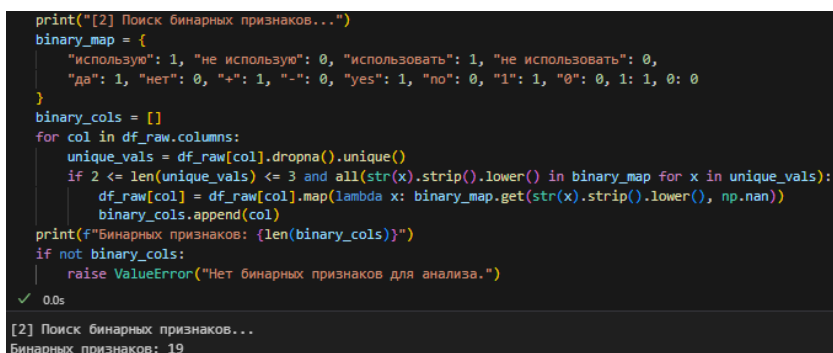 print("[2] Поиск бинарных признаков...")
binary_map = {
    "использую": 1, "не использую": 0, "использовать": 1, "не использовать": 0,
    "да": 1, "нет": 0, "+": 1, "-": 0, "yes": 1, "no": 0, "1": 1, "0": 0, 1: 1, 0: 0
}
binary_cols = []
for col in df_raw.columns:
    unique_vals = df_raw[col].dropna().unique()
    if 2 <= len(unique_vals) <= 3 and all(str(x).strip().lower() in binary_map for x in unique_vals):
        df_raw[col] = df_raw[col].map(lambda x: binary_map.get(str(x).strip().lower(), np.nan))
        binary_cols.append(col)
print(f"Бинарных признаков: {len(binary_cols)}")
if not binary_cols:
    raise ValueError("Нет бинарных признаков для анализа.")
✓ 0.0s
[2] Поиск бинарных признаков...
Бинарных признаков: 19